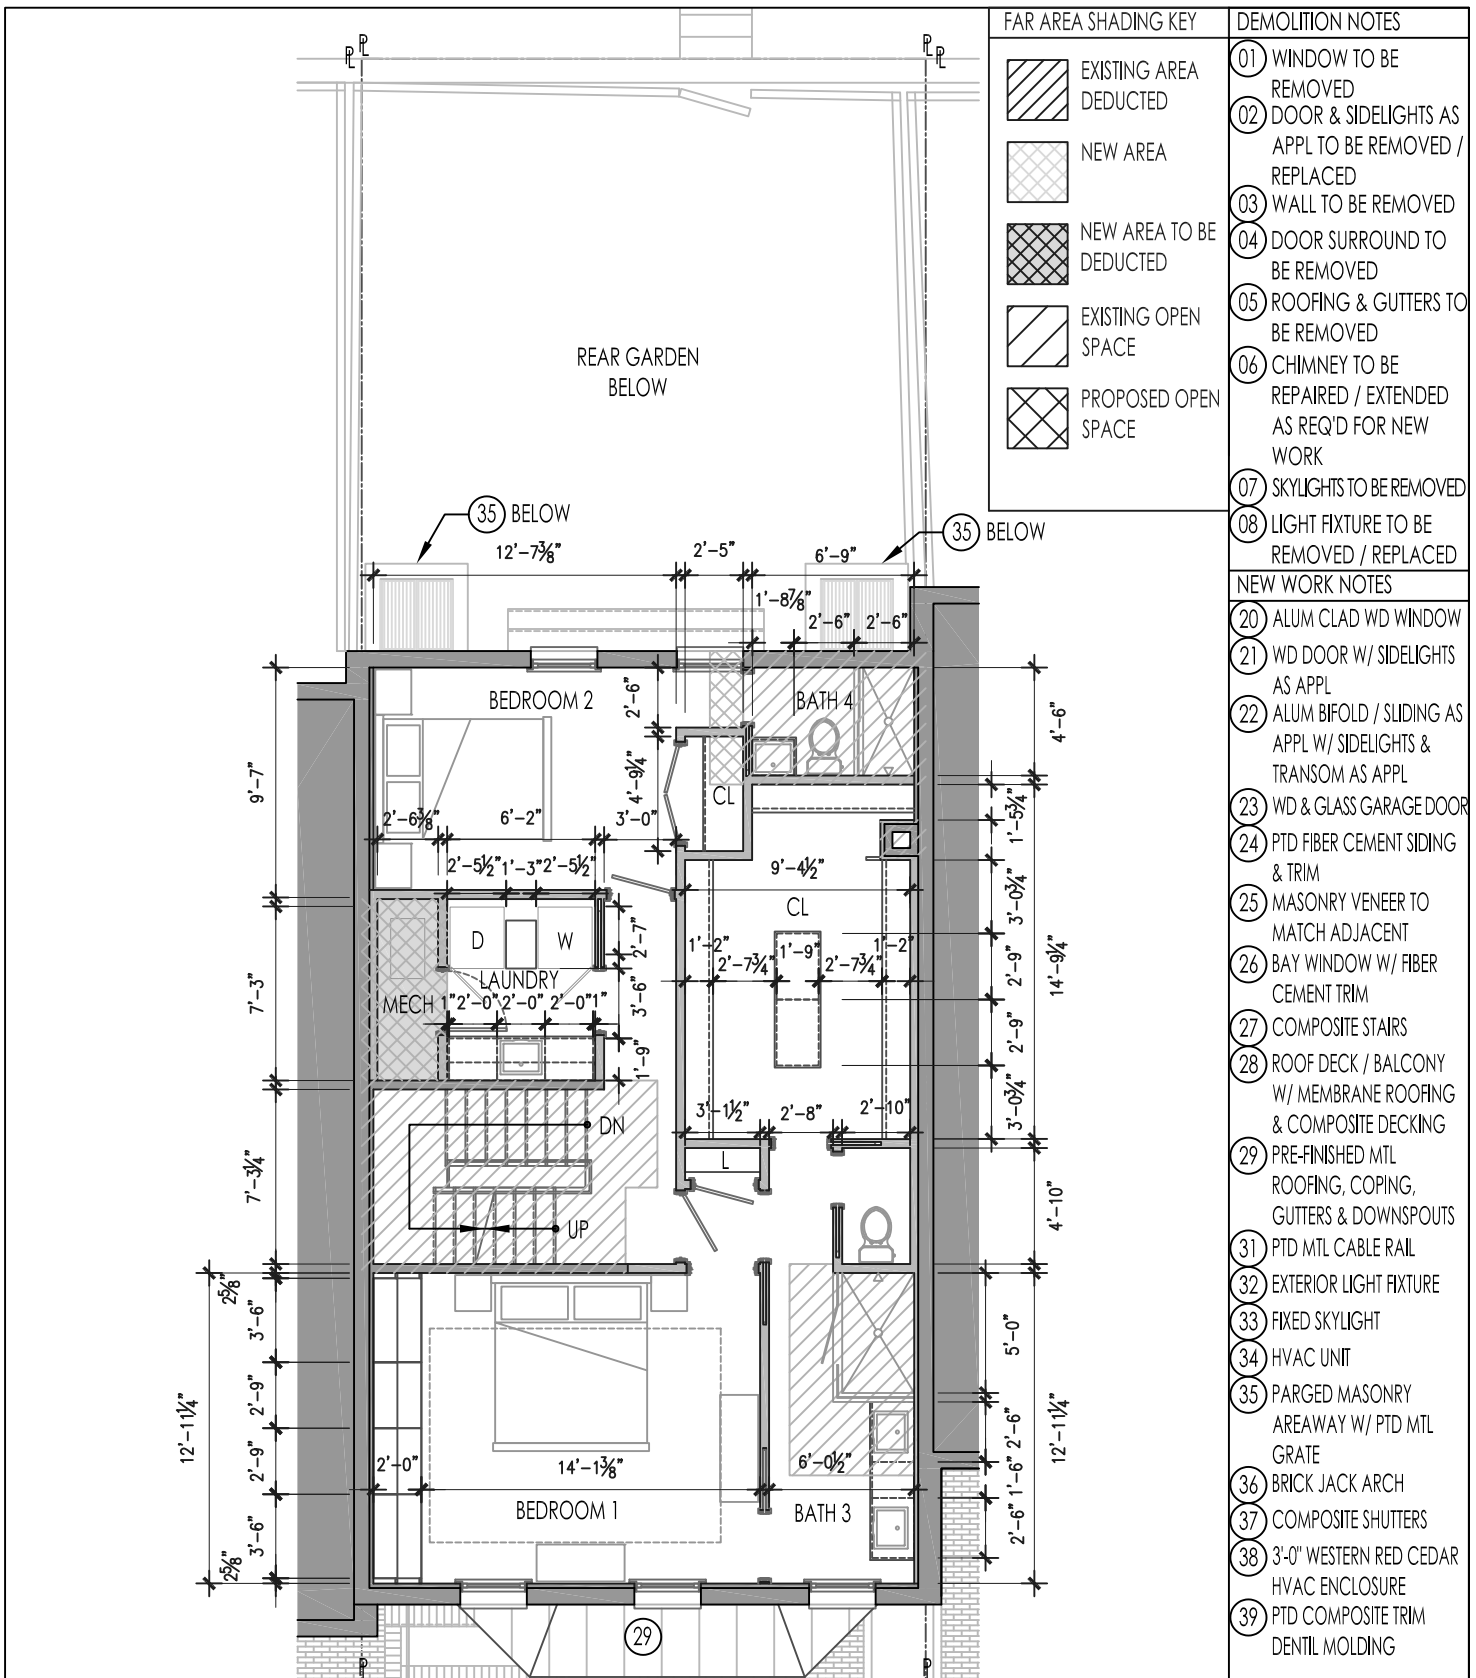 FAR AREA SHADING KEY
EXISTING AREA
DEDUCTED
NEW AREA
NEW AREA TO BE
DEDUCTED
EXISTING OPEN
SPACE
PROPOSED OPEN
SPACE
DEMOLITION NOTES
01 WINDOW TO BE
REMOVED
02 DOOR & SIDELIGHTS AS
APPL TO BE REMOVED /
REPLACED
03 WALL TO BE REMOVED
04 DOOR SURROUND TO
BE REMOVED
05 ROOFING & GUTTERS TO
BE REMOVED
06 CHIMNEY TO BE
REPAIRED / EXTENDED
AS REQ'D FOR NEW
WORK
07 SKYLIGHTS TO BE REMOVED
08 LIGHT FIXTURE TO BE
REMOVED / REPLACED
NEW WORK NOTES
20 ALUM CLAD WD WINDOW
21 WD DOOR W/ SIDELIGHTS
AS APPL
22 ALUM BIFOLD / SLIDING AS
APPL W/ SIDELIGHTS &
TRANSOM AS APPL
23 WD & GLASS GARAGE DOOR
24 PTD FIBER CEMENT SIDING
& TRIM
25 MASONRY VENEER TO
MATCH ADJACENT
26 BAY WINDOW W/ FIBER
CEMENT TRIM
27 COMPOSITE STAIRS
28 ROOF DECK / BALCONY
W/ MEMBRANE ROOFING
& COMPOSITE DECKING
29 PRE-FINISHED MTL
ROOFING, COPING,
GUTTERS & DOWNSPOUTS
31 PTD MTL CABLE RAIL
32 EXTERIOR LIGHT FIXTURE
33 FIXED SKYLIGHT
34 HVAC UNIT
35 PARGED MASONRY
AREAWAY W/ PTD MTL
GRATE
36 BRICK JACK ARCH
37 COMPOSITE SHUTTERS
38 3'-0" WESTERN RED CEDAR
HVAC ENCLOSURE
39 PTD COMPOSITE TRIM
DENTIL MOLDING
PL PL PL PL
REAR GARDEN
BELOW
35 BELOW
35 BELOW
12'-7⅜" 2'-5" 6'-9"
1'-8⅞"
2'-6" 2'-6"
BEDROOM 2
2'-6"
BATH 4
4'-6"
9'-7"
4'-9¼"
CL
2'-6⅜" 6'-2" 3'-0"
1'-5¾"
2'-5½" 1'-3" 2'-5½"
9'-4½"
CL
3'-0¾"
D W
2'-7"
1'-2" 1'-9" 1'-2"
2'-7¾" 2'-7¾"
2'-9"
14'-9¼"
LAUNDRY
7'-3"
MECH
1" 2'-0" 2'-0" 2'-0" 1"
3'-6"
2'-9"
1'-9"
3'-1½" 2'-8" 2'-10"
3'-0¾"
DN
L
7'-3¼"
UP
4'-10"
2⅝"
3'-6"
5'-0"
2'-9"
12'-11¼"
2'-9"
2'-0" 14'-1⅜" 6'-0½"
2'-6"
1'-6"
12'-11¼"
BEDROOM 1
BATH 3
2'-6"
3'-6"
2⅝"
29
PL PL